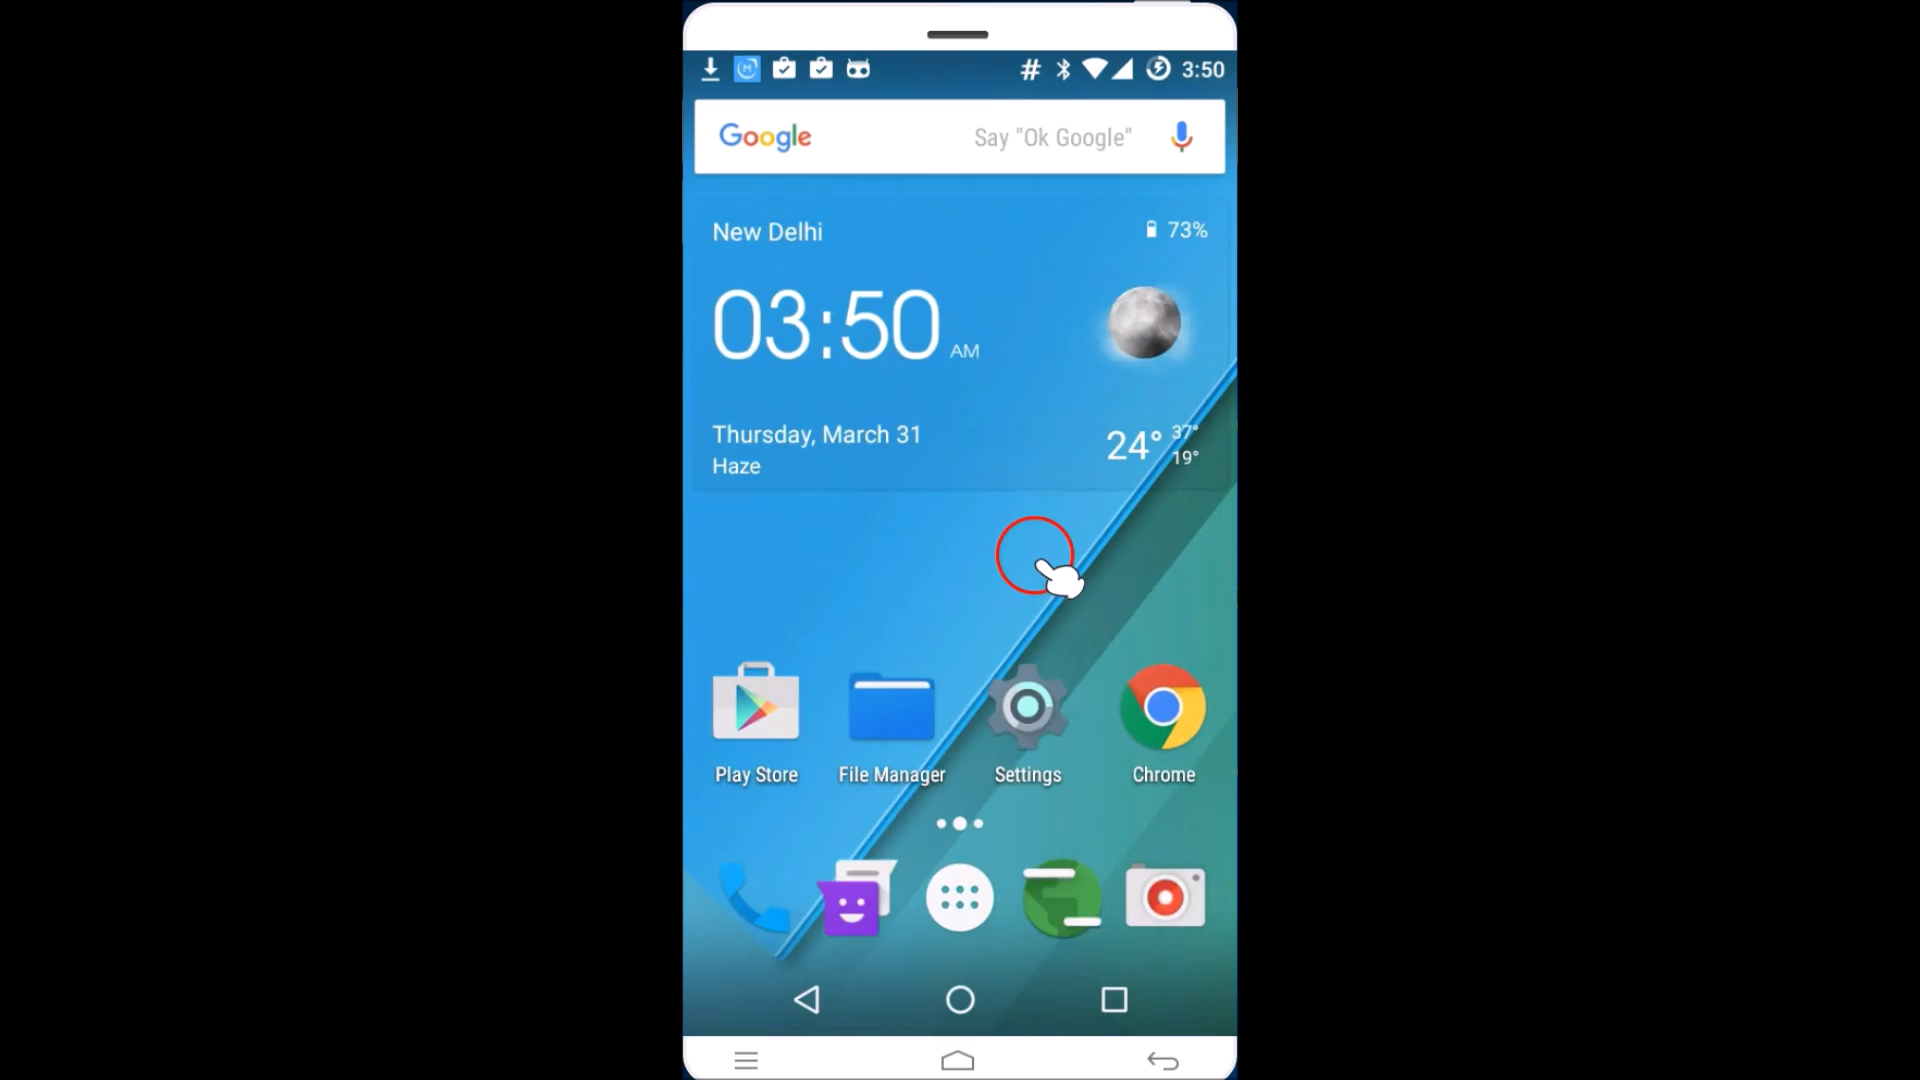 # 3:50
Google Say "Ok Google"
New Delhi 73%
03:50 AM
Thursday, March 31
Haze
24° 37°
19°
Play Store File Manager Settings Chrome